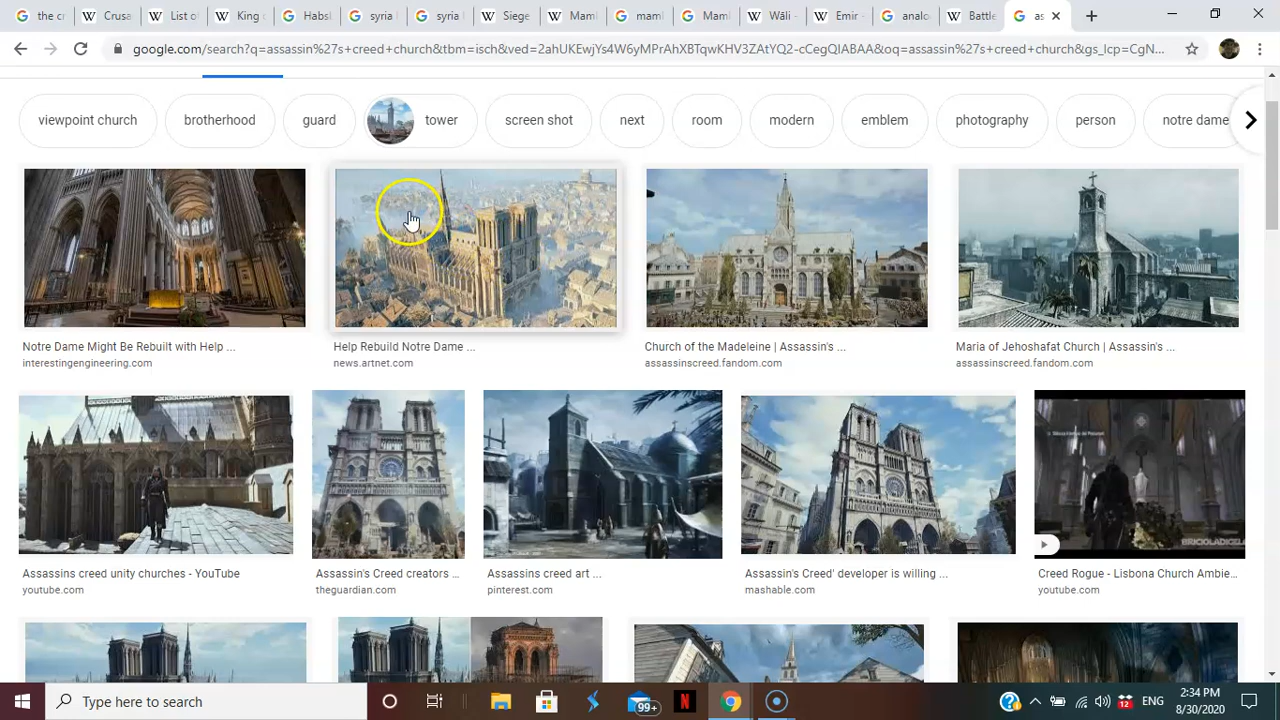 the cr
Crusa
List o
King o
Habsl
syria l
syria l
Siege
Mami
mam
Maml
Wāli -
Emir -
analo
Battle
as
google.com/search?q=assassin%27s+creed+church&tbm=isch&ved=2ahUKEwjYs4W6yMPrAhXBTqwKHV3ZAtYQ2-cCegQIABAA&oq=assassin%27s+creed+church&gs_lcp=CgN...
viewpoint church
brotherhood
guard
tower
screen shot
next
room
modern
emblem
photography
person
notre dame
Notre Dame Might Be Rebuilt with Help ...
interestingengineering.com
Help Rebuild Notre Dame ...
news.artnet.com
Church of the Madeleine | Assassin's ...
assassinscreed.fandom.com
Maria of Jehoshafat Church | Assassin's ...
assassinscreed.fandom.com
Assassins creed unity churches - YouTube
youtube.com
Assassin's Creed creators ...
theguardian.com
Assassins creed art ...
pinterest.com
Assassin's Creed' developer is willing ...
mashable.com
Creed Rogue - Lisbona Church Ambie...
youtube.com
Type here to search
99+
N
12
ENG
2:34 PM
8/30/2020